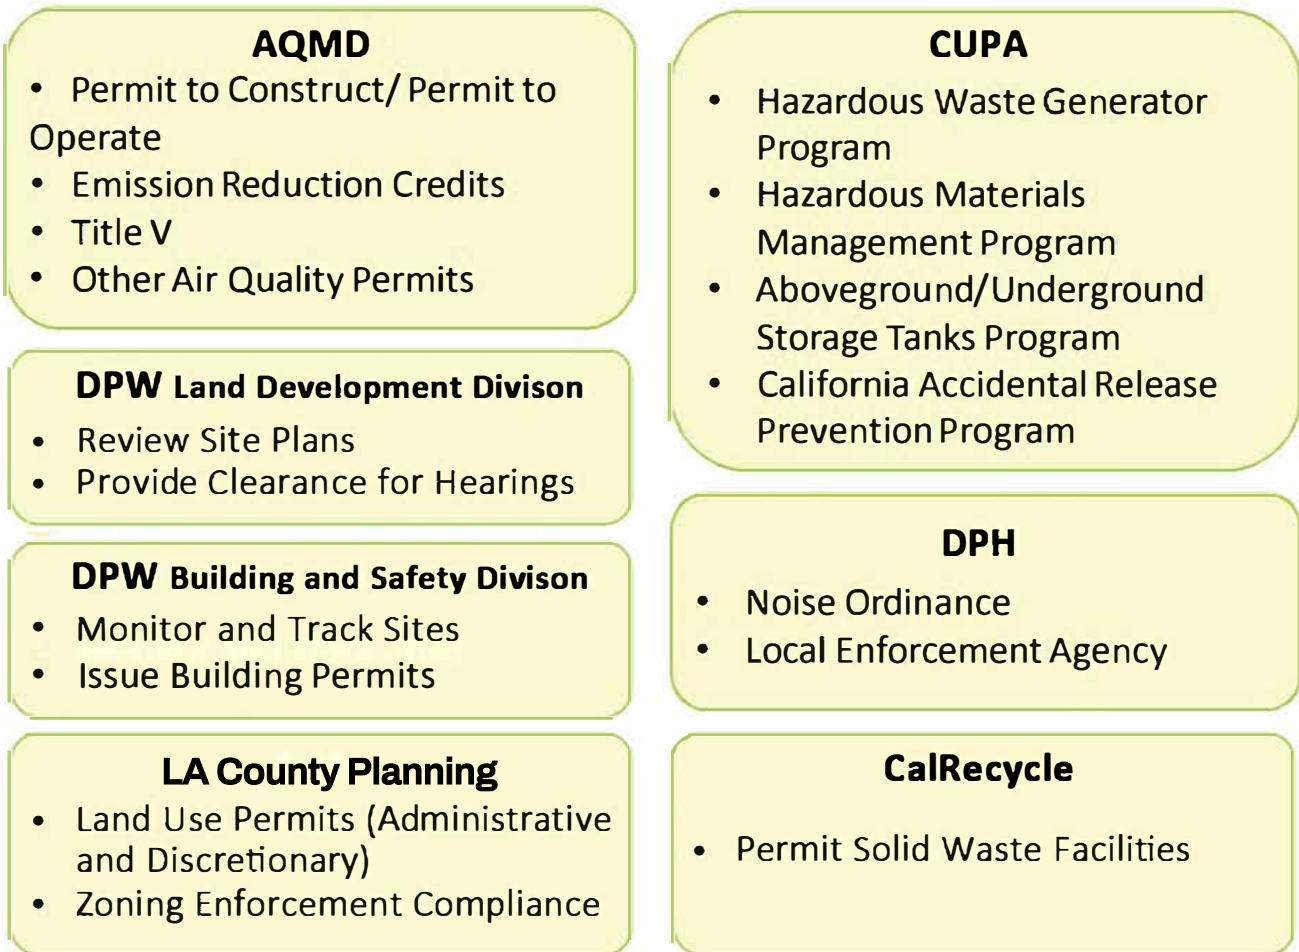 AQMD
• Permit to Construct/ Permit to
Operate
• Emission Reduction Credits
• Title V
• Other Air Quality Permits
DPW Land Development Divison
• Review Site Plans
• Provide Clearance for Hearings
DPW Building and Safety Divison
• Monitor and Track Sites
• Issue Building Permits
LA County Planning
• Land Use Permits (Administrative
and Discretionary)
• Zoning Enforcement Compliance
CUPA
• Hazardous Waste Generator
Program
• Hazardous Materials
Management Program
• Aboveground/Underground
Storage Tanks Program
• California Accidental Release
Prevention Program
DPH
• Noise Ordinance
• Local Enforcement Agency
CalRecycle
• Permit Solid Waste Facilities